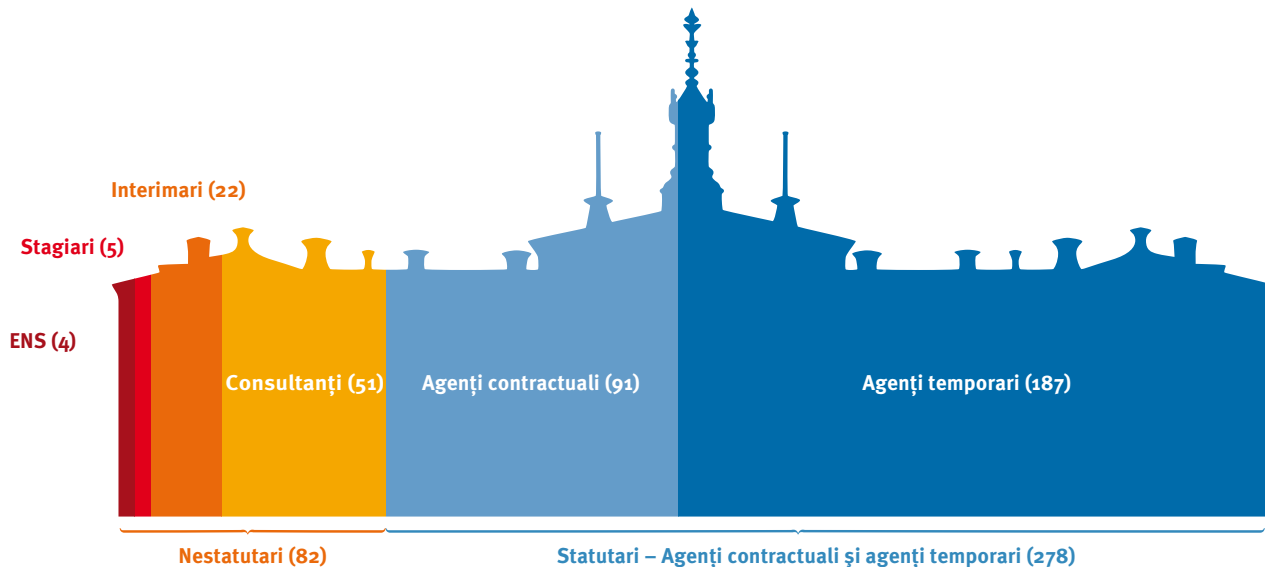 Interimari (22)
Stagiari (5)
ENS (4)
Consultanți (51)
Agenți contractuali (91)
Agenți temporari (187)
Nestatutari (82)
Statutari – Agenți contractuali și agenți temporari (278)